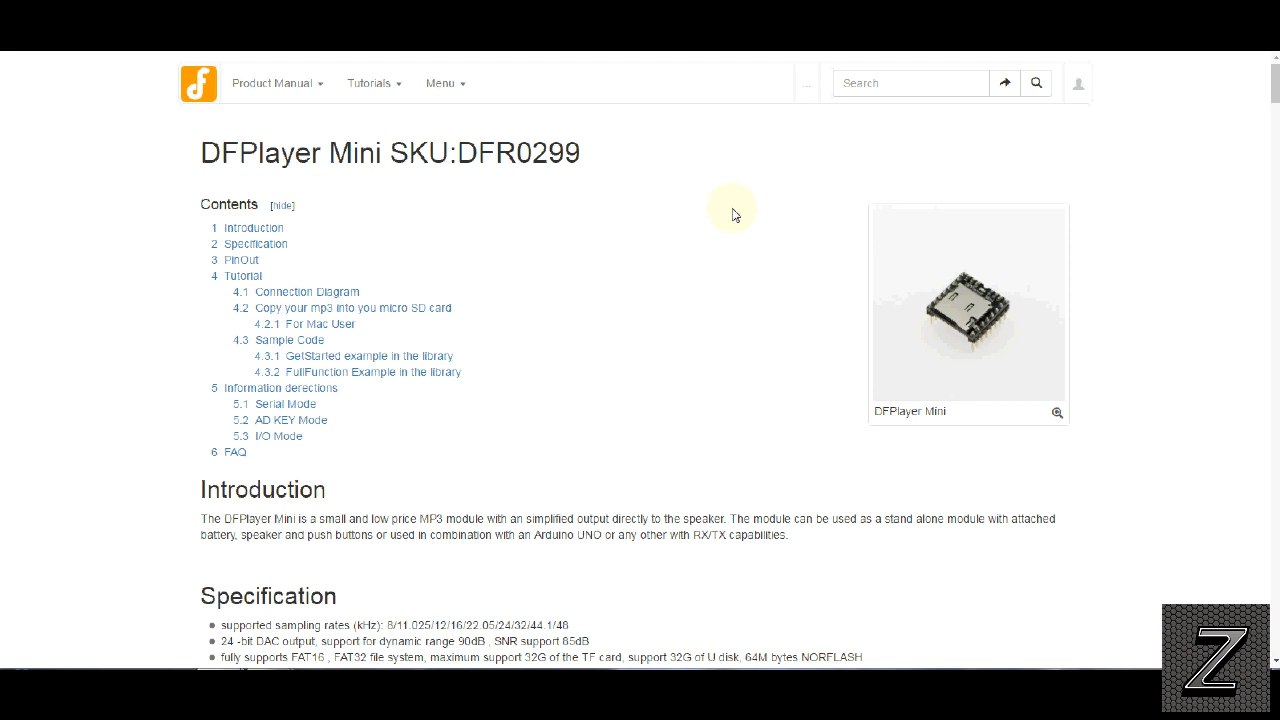 Product Manual Tutorials Menu ... Search
DFPlayer Mini SKU:DFR0299
Contents [hide]
1 Introduction
2 Specification
3 PinOut
4 Tutorial
4.1 Connection Diagram
4.2 Copy your mp3 into you micro SD card
4.2.1 For Mac User
4.3 Sample Code
4.3.1 GetStarted example in the library
4.3.2 FullFunction Example in the library
5 Information derections
5.1 Serial Mode
5.2 AD KEY Mode
5.3 I/O Mode
6 FAQ
DFPlayer Mini
Introduction
The DFPlayer Mini is a small and low price MP3 module with an simplified output directly to the speaker. The module can be used as a stand alone module with attached
battery, speaker and push buttons or used in combination with an Arduino UNO or any other with RX/TX capabilities.
Specification
supported sampling rates (kHz): 8/11.025/12/16/22.05/24/32/44.1/48
24 -bit DAC output, support for dynamic range 90dB , SNR support 85dB
fully supports FAT16 , FAT32 file system, maximum support 32G of the TF card, support 32G of U disk, 64M bytes NORFLASH
Z